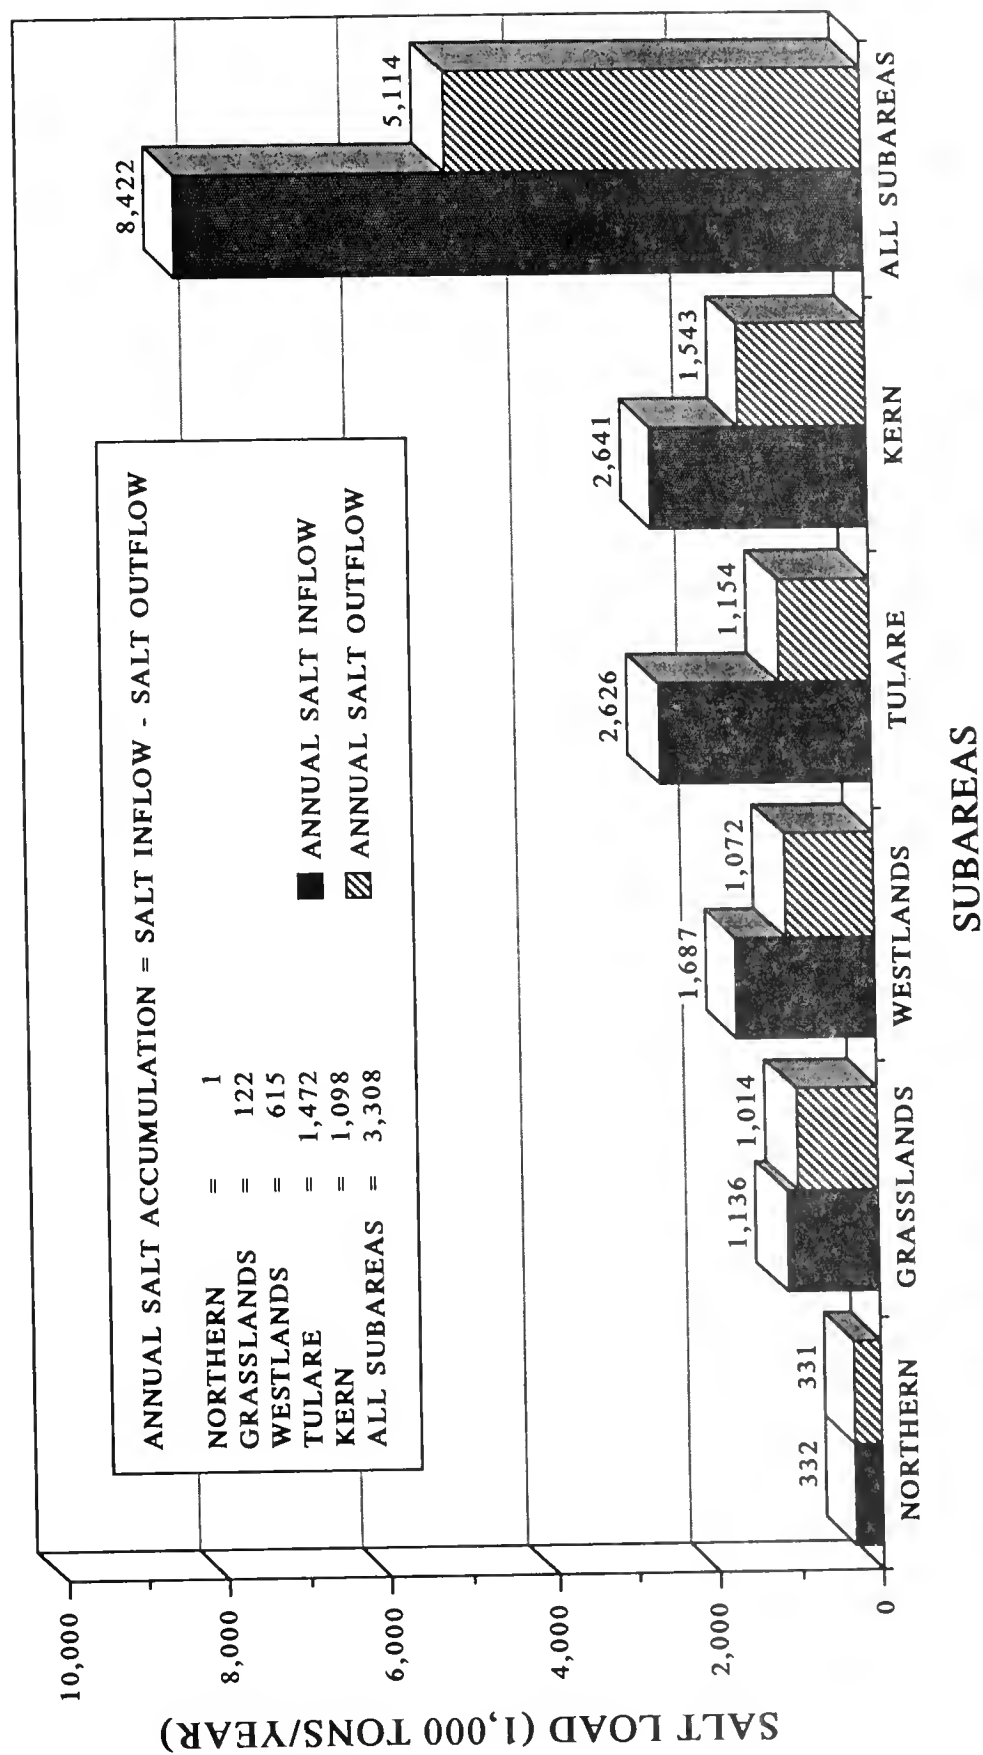 ANNUAL SALT ACCUMULATION = SALT INFLOW - SALT OUTFLOW
NORTHERN = 1
GRASSLANDS = 122
WESTLANDS = 615
TULARE = 1,472
KERN = 1,098
ALL SUBAREAS = 3,308
ANNUAL SALT INFLOW
ANNUAL SALT OUTFLOW
SALT LOAD (1,000 TONS/YEAR)
10,000
8,000
6,000
4,000
2,000
0
332
331
1,136
1,014
1,687
1,072
2,626
1,154
2,641
1,543
8,422
5,114
NORTHERN
GRASSLANDS
WESTLANDS
TULARE
KERN
ALL SUBAREAS
SUBAREAS